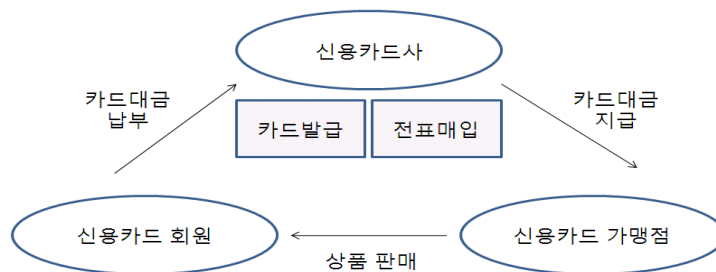 신용카드사
카드대금
납부
카드대금
지급
카드발급
전표매입
신용카드 회원
신용카드 가맹점
상품 판매